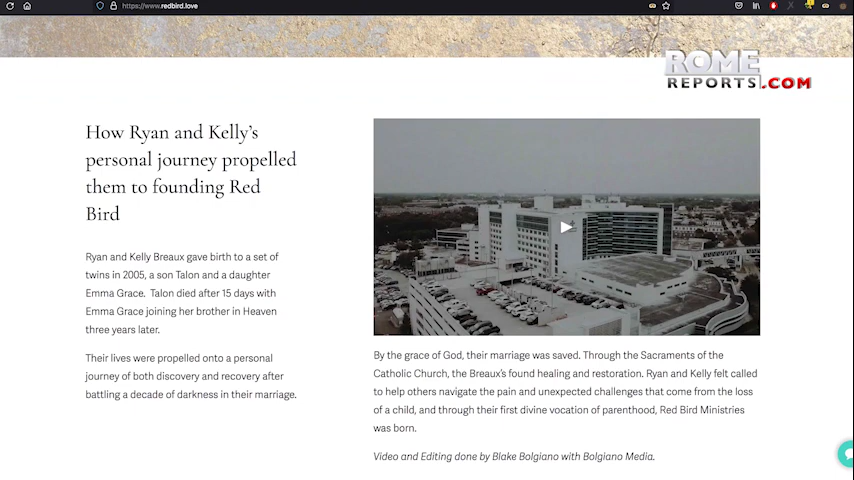 https://www.redbird.love
ROME
REPORTS.COM
How Ryan and Kelly's
personal journey propelled
them to founding Red
Bird
Ryan and Kelly Breaux gave birth to a set of
twins in 2005, a son Talon and a daughter
Emma Grace. Talon died after 15 days with
Emma Grace joining her brother in Heaven
three years later.
Their lives were propelled onto a personal
journey of both discovery and recovery after
battling a decade of darkness in their marriage.
By the grace of God, their marriage was saved. Through the Sacraments of the
Catholic Church, the Breaux's found healing and restoration. Ryan and Kelly felt called
to help others navigate the pain and unexpected challenges that come from the loss
of a child, and through their first divine vocation of parenthood, Red Bird Ministries
was born.
Video and Editing done by Blake Bolgiano with Bolgiano Media.